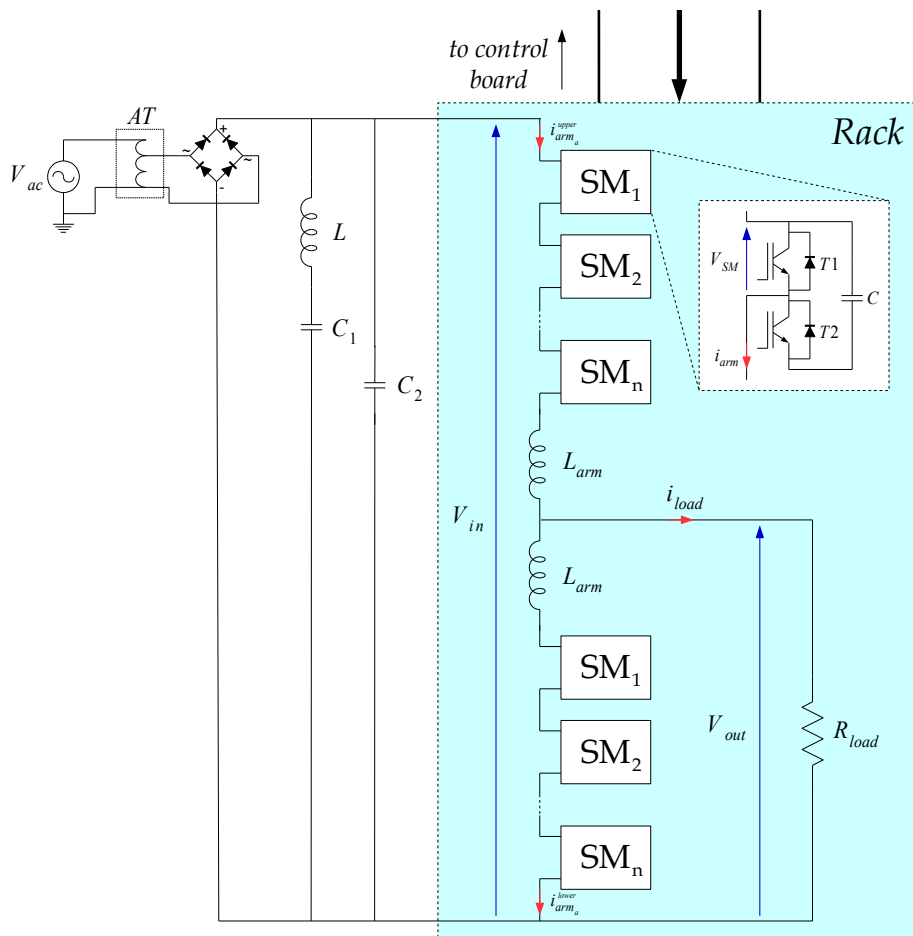 to control
board
Rack
AT
+
~
~
-
V_ac
i_arm_a^upper
SM_1
L
V_SM
T1
C
SM_2
C_1
T2
i_arm
C_2
SM_n
L_arm
i_load
V_in
L_arm
SM_1
V_out
R_load
SM_2
SM_n
i_arm_a^lower